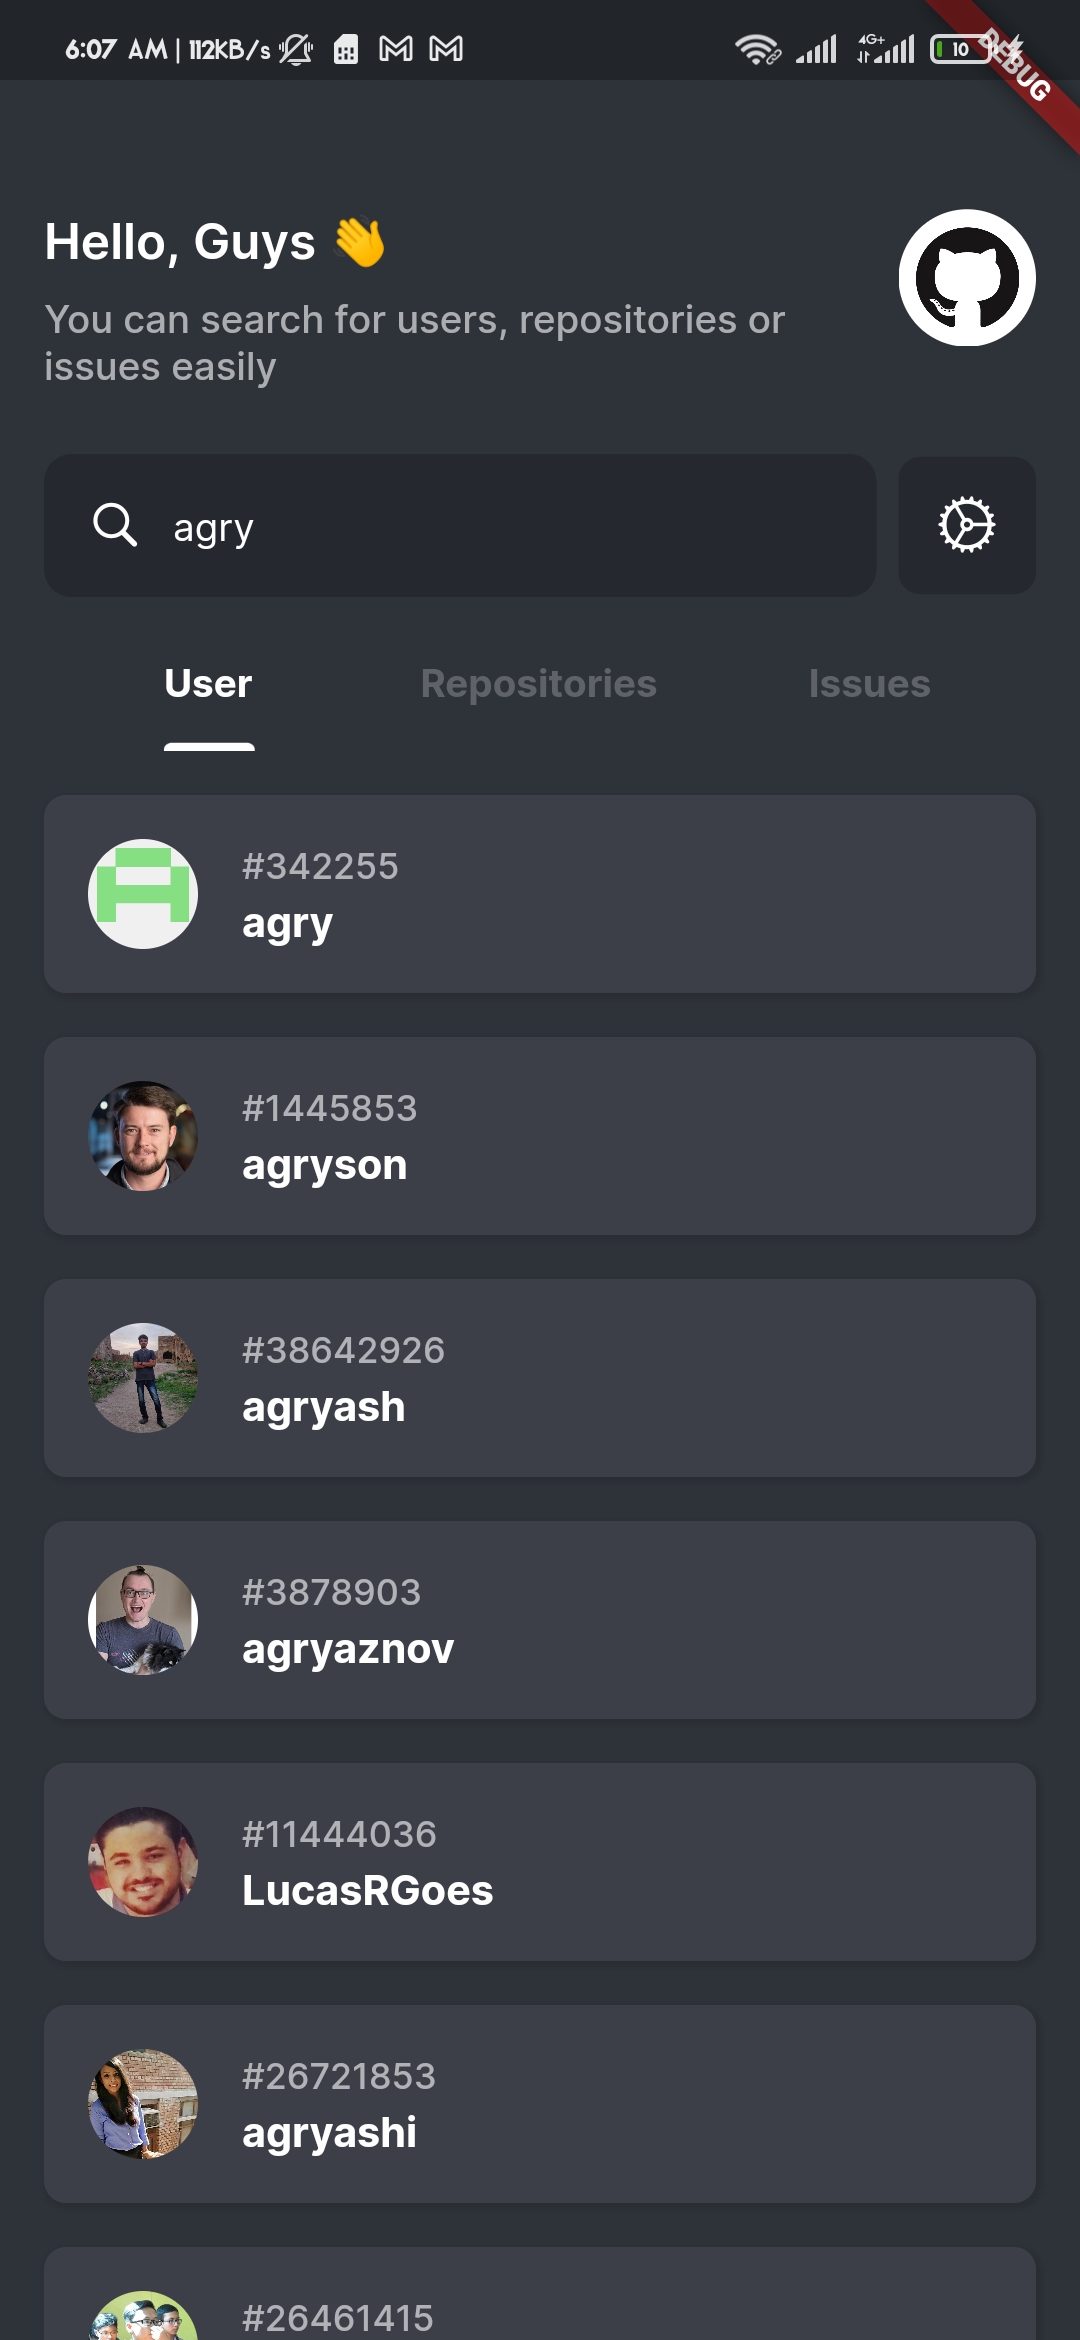 6:07 AM | 112KB/s
4G+
10
DEBUG
Hello, Guys 👋
You can search for users, repositories or
issues easily
agry
User Repositories Issues
#342255
agry
#1445853
agryson
#38642926
agryash
#3878903
agryaznov
#11444036
LucasRGoes
#26721853
agryashi
#26461415